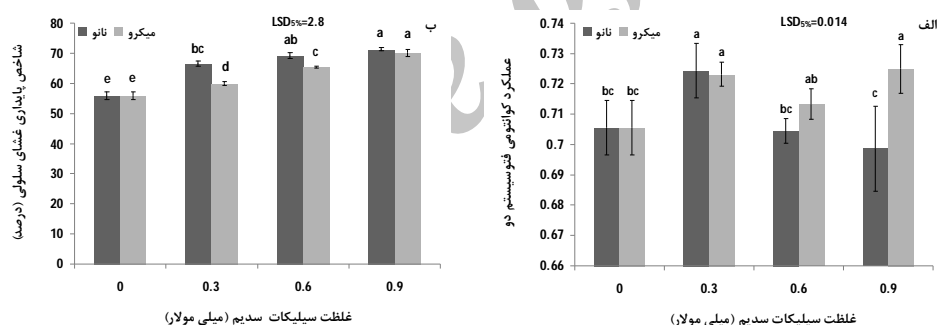 ب
LSD5%=2.8
نانو میکرو
80
70
60
50
40
30
20
10
0
e e bc d ab c a a
0 0.3 0.6 0.9
شاخص پایداری غشای سلولی (درصد)
غلظت سیلیکات سدیم (میلی مولار)
الف
LSD5%=0.014
نانو میکرو
0.74
0.73
0.72
0.71
0.7
0.69
0.68
0.67
0.66
bc bc a a bc ab c a
0 0.3 0.6 0.9
عملکرد کوانتومی فتوسیستم دو
غلظت سیلیکات سدیم (میلی مولار)